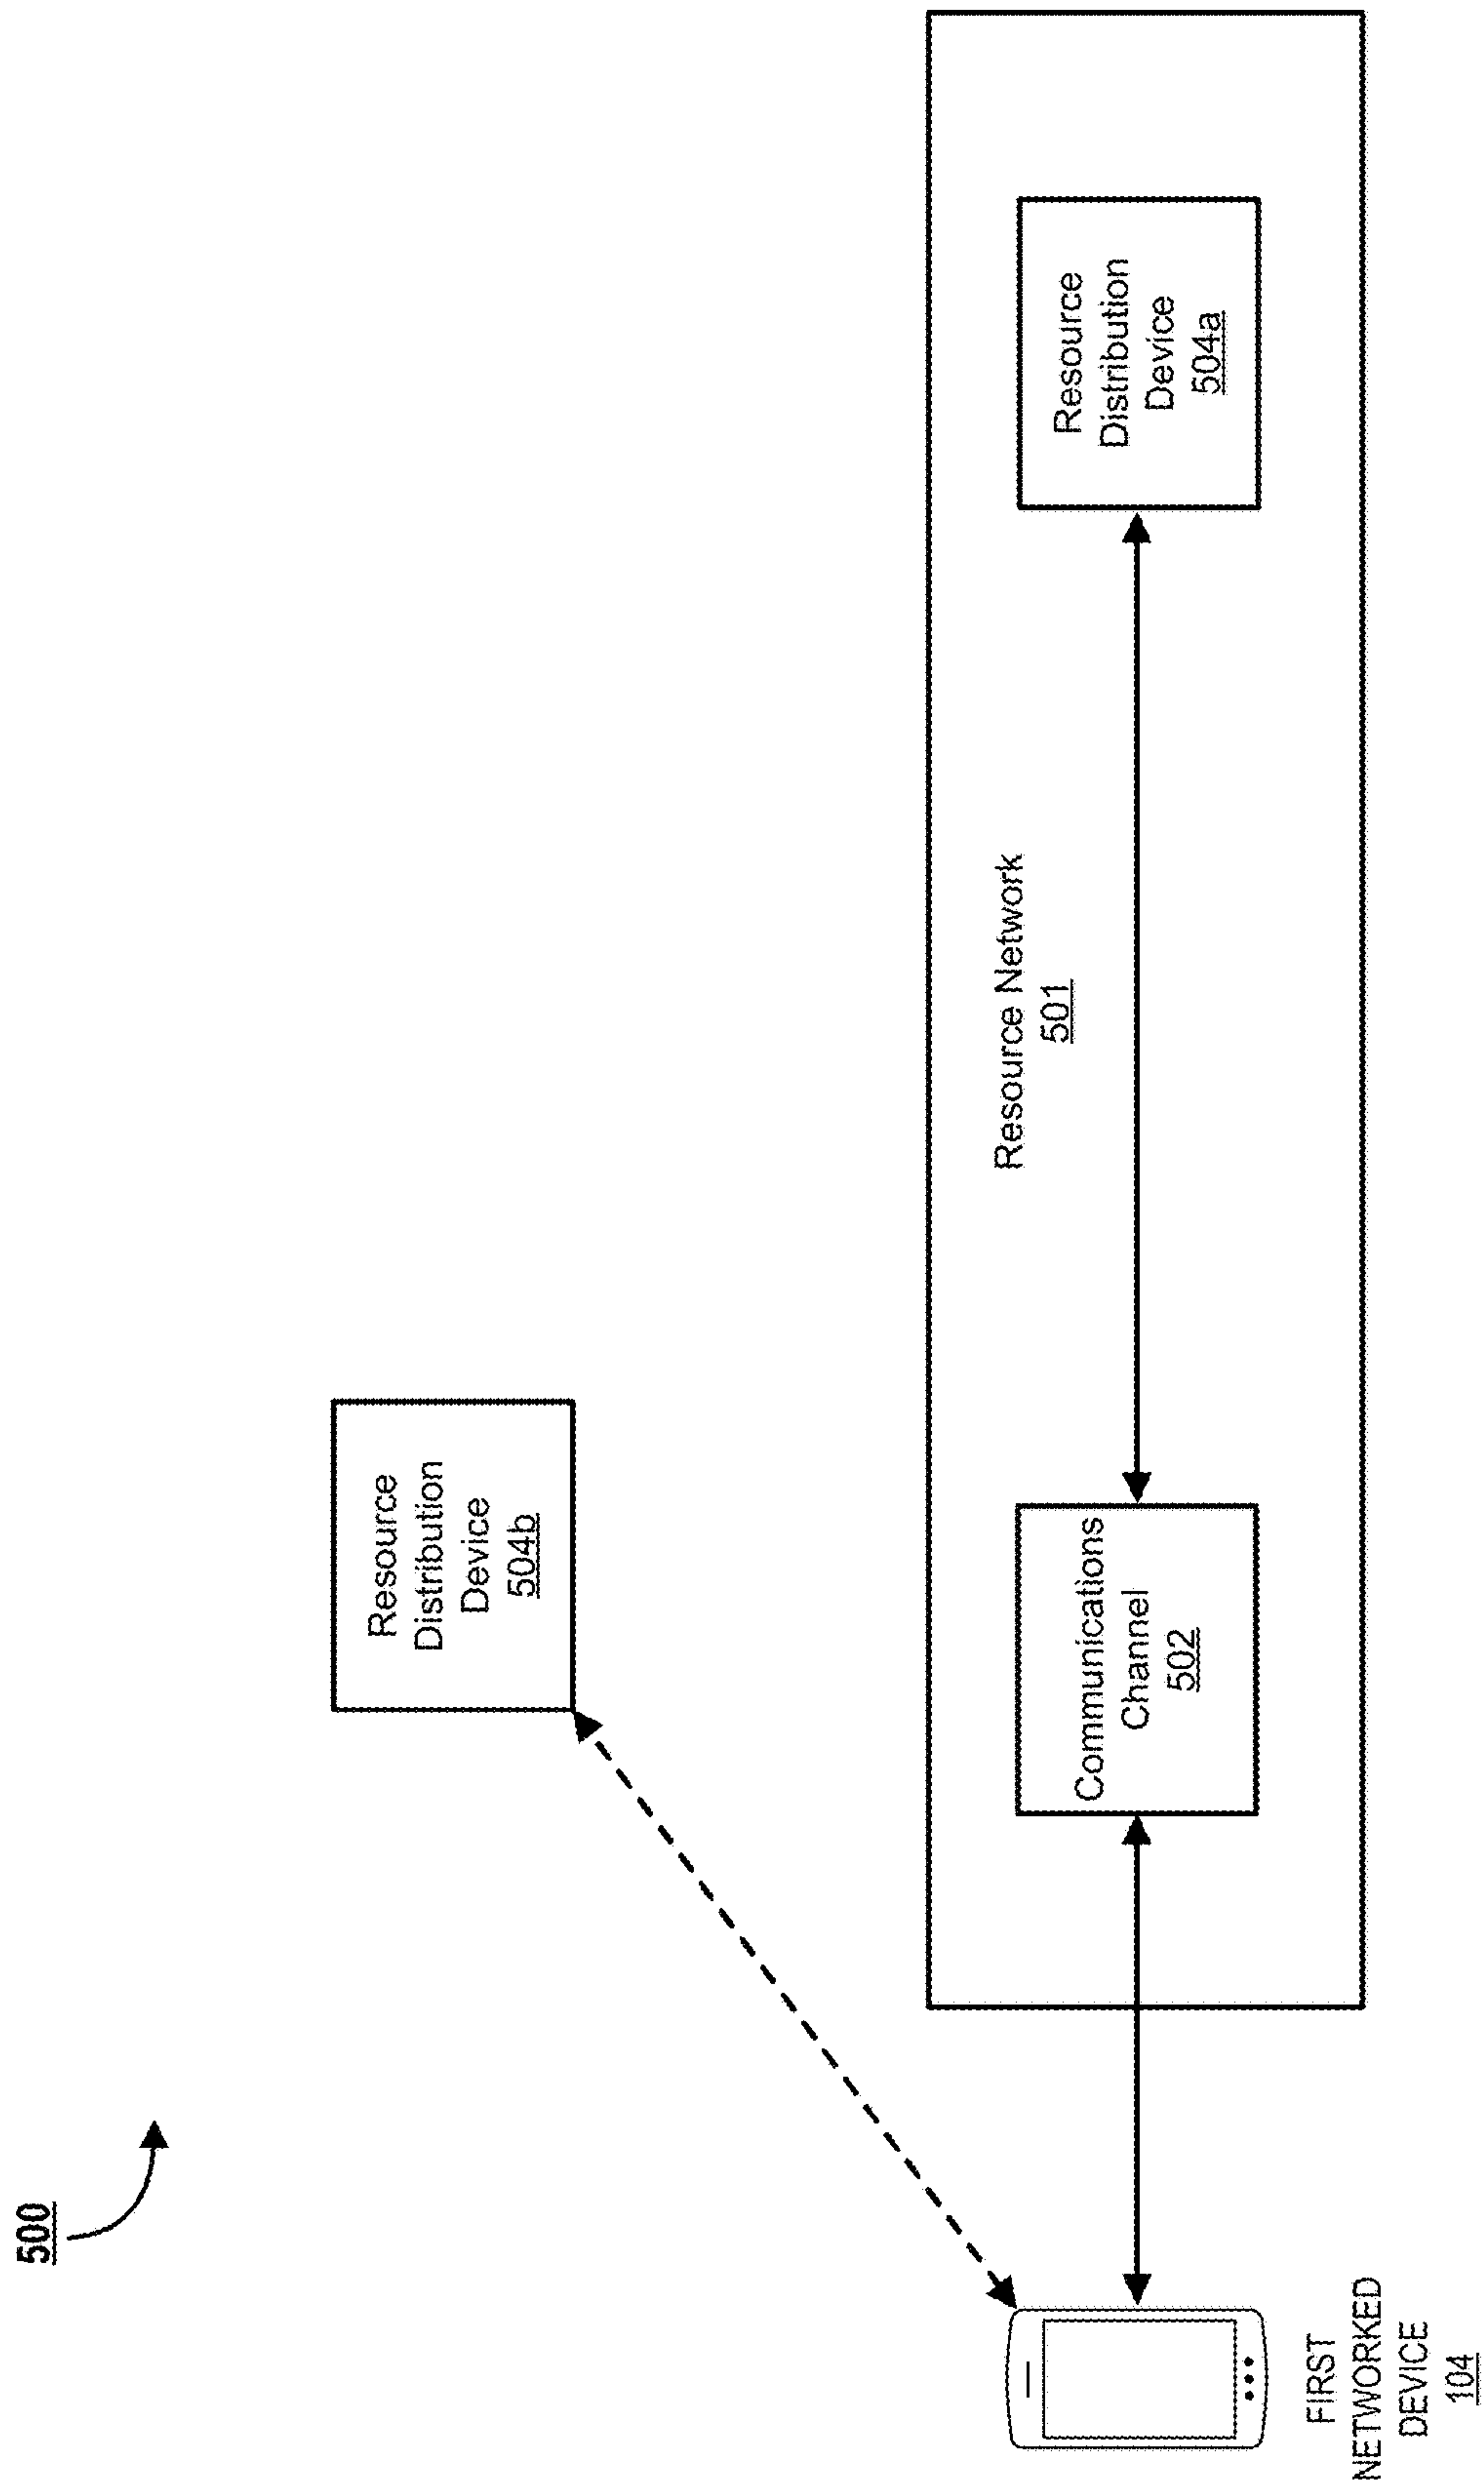 500
Resource
Distribution
Device
504b
Resource Network
501
Communications
Channel
502
Resource
Distribution
Device
504a
FIRST
NETWORKED
DEVICE
104